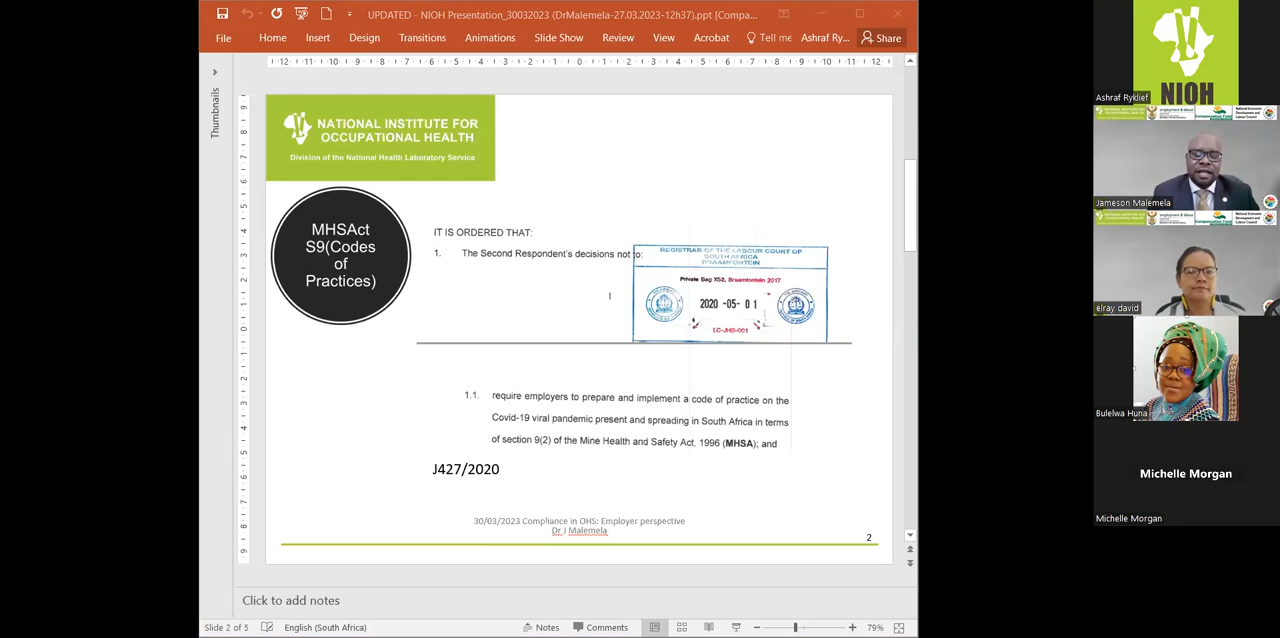 UPDATED - NIOH Presentation_30032023 (DrMalemela-27.03.2023-12h37).ppt [Compa...
File Home Insert Design Transitions Animations Slide Show Review View Acrobat Tell me Ashraf Ry... Share
Thumbnails
NATIONAL INSTITUTE FOR
OCCUPATIONAL HEALTH
Division of the National Health Laboratory Service
MHSAct
S9(Codes
of
Practices)
IT IS ORDERED THAT:
1. The Second Respondent's decisions not to:
REGISTRAR OF THE LABOUR COURT OF
SOUTH AFRICA
BRAAMFONTEIN
Private Bag X52, Braamfontein 2017
2020 -05- 01
LC-JHB-001
1
1.1. require employers to prepare and implement a code of practice on the
Covid-19 viral pandemic present and spreading in South Africa in terms
of section 9(2) of the Mine Health and Safety Act, 1996 (MHSA); and
J427/2020
30/03/2023 Compliance in OHS: Employer perspective
Dr J Malemela
2
Click to add notes
Slide 2 of 5 English (South Africa) Notes Comments 79%
NIOH
Ashraf Ryklief
Jameson Malemela
elray david
Bulelwa Huna
Michelle Morgan
Michelle Morgan